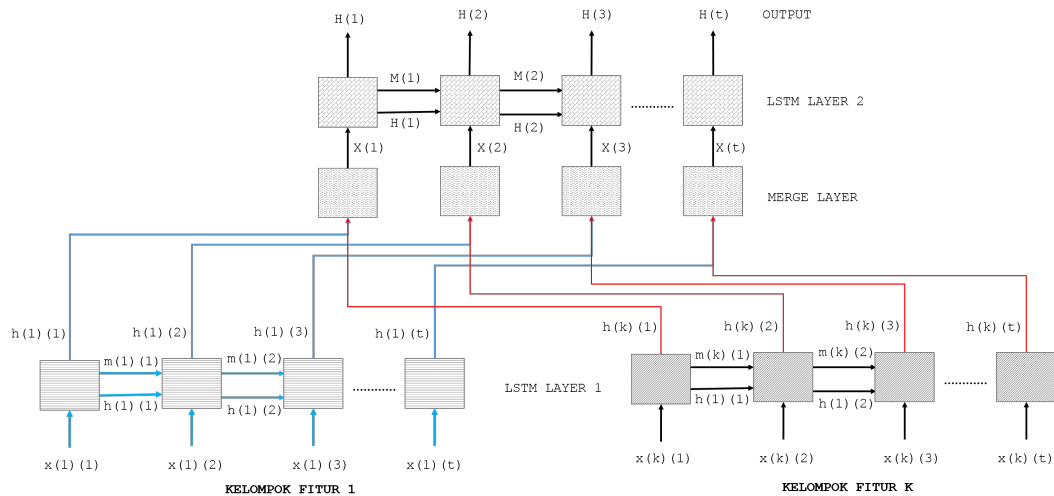 H(1) H(2) H(3) H(t) OUTPUT
M(1) M(2)
LSTM LAYER 2
H(1) H(2)
X(1) X(2) X(3) X(t)
MERGE LAYER
h(1)(1) h(1)(2) h(1)(3) h(1)(t) h(k)(1) h(k)(2) h(k)(3) h(k)(t)
m(1)(1) m(1)(2) m(k)(1) m(k)(2)
............ LSTM LAYER 1 ............
h(1)(1) h(1)(2) h(1)(1) h(1)(2)
x(1)(1) x(1)(2) x(1)(3) x(1)(t) x(k)(1) x(k)(2) x(k)(3) x(k)(t)
KELOMPOK FITUR 1 KELOMPOK FITUR K